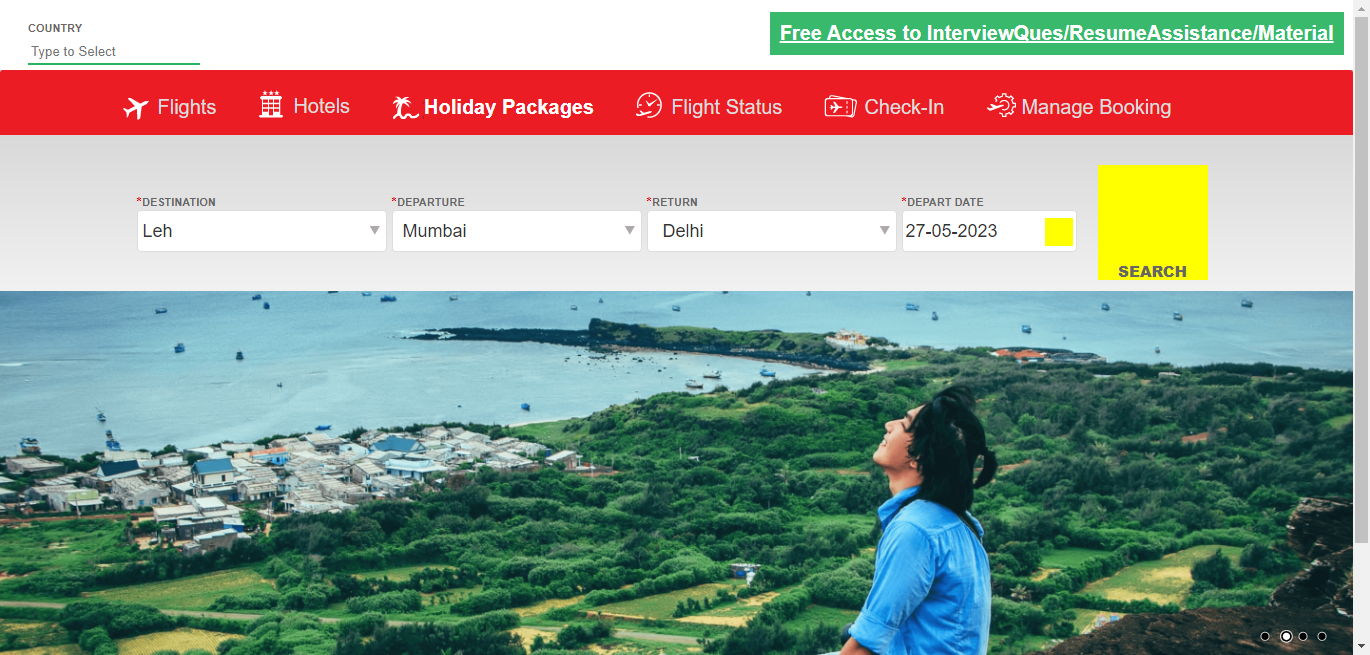 COUNTRY
Type to Select
Free Access to InterviewQues/ResumeAssistance/Material
Flights
Hotels
Holiday Packages
Flight Status
Check-In
Manage Booking
*DESTINATION
*DEPARTURE
*RETURN
*DEPART DATE
Leh
Mumbai
Delhi
27-05-2023
SEARCH